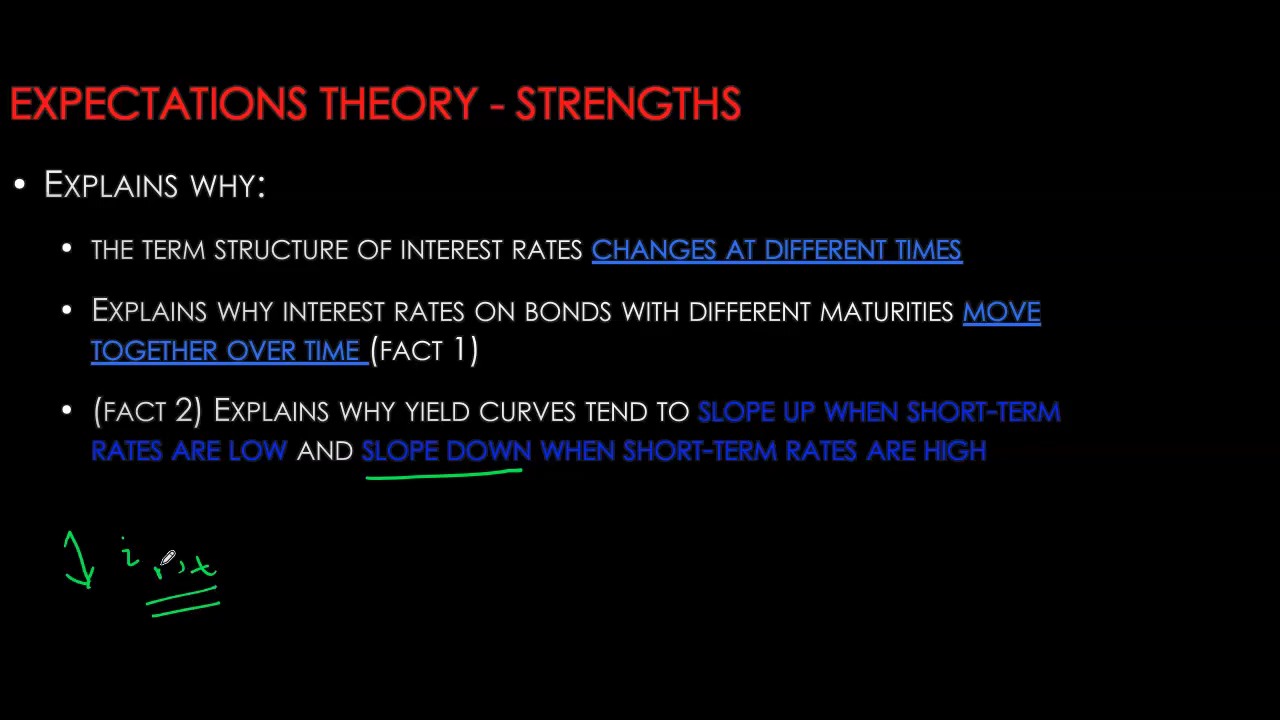 EXPECTATIONS THEORY - STRENGTHS
• EXPLAINS WHY:
• THE TERM STRUCTURE OF INTEREST RATES CHANGES AT DIFFERENT TIMES
• EXPLAINS WHY INTEREST RATES ON BONDS WITH DIFFERENT MATURITIES MOVE
TOGETHER OVER TIME (FACT 1)
• (FACT 2) EXPLAINS WHY YIELD CURVES TEND TO SLOPE UP WHEN SHORT-TERM
RATES ARE LOW AND SLOPE DOWN WHEN SHORT-TERM RATES ARE HIGH
i